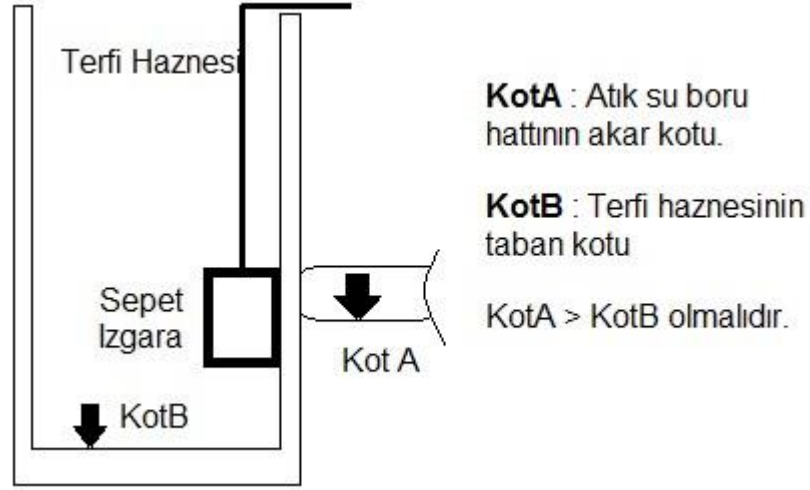 Terfi Haznesi
KotA : Atık su boru
hattının akar kotu.
KotB : Terfi haznesinin
taban kotu
KotA > KotB olmalıdır.
Sepet
Izgara
Kot A
KotB